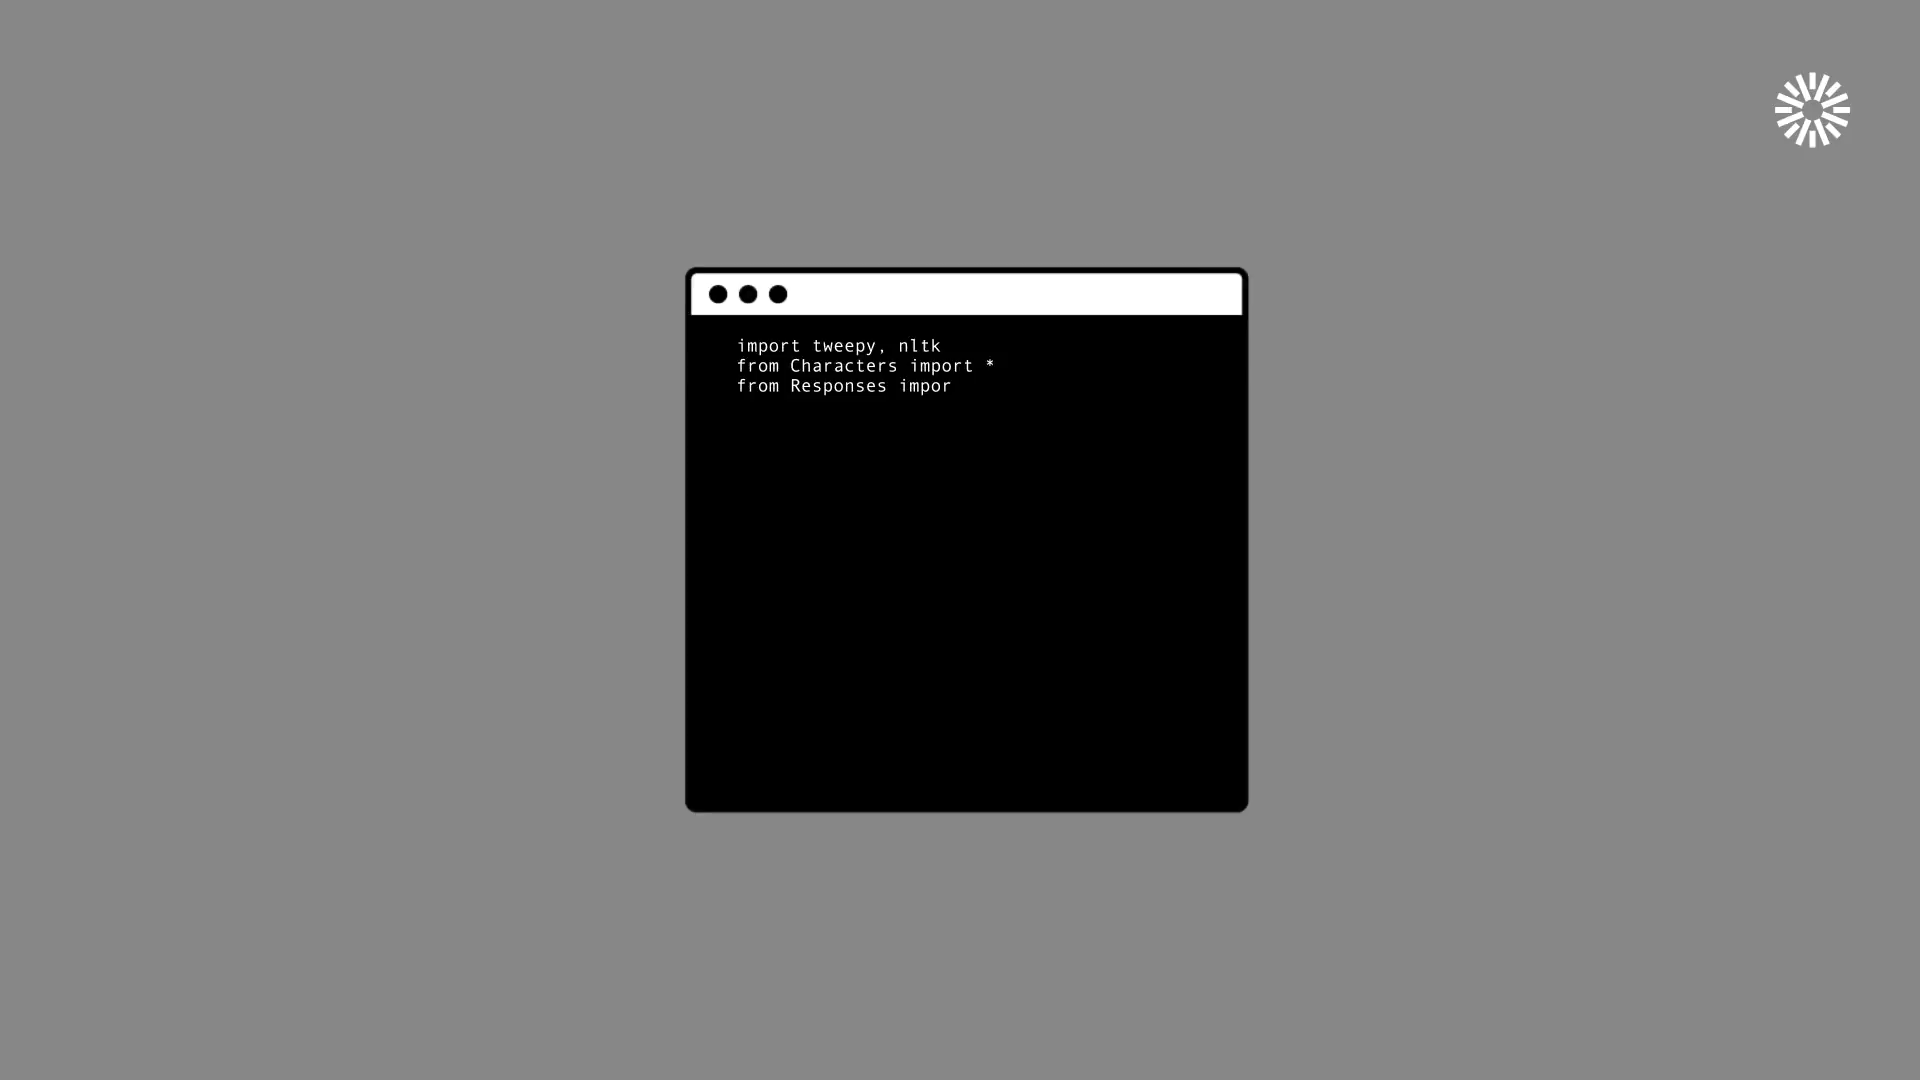 import tweepy, nltk
from Characters import *
from Responses impor